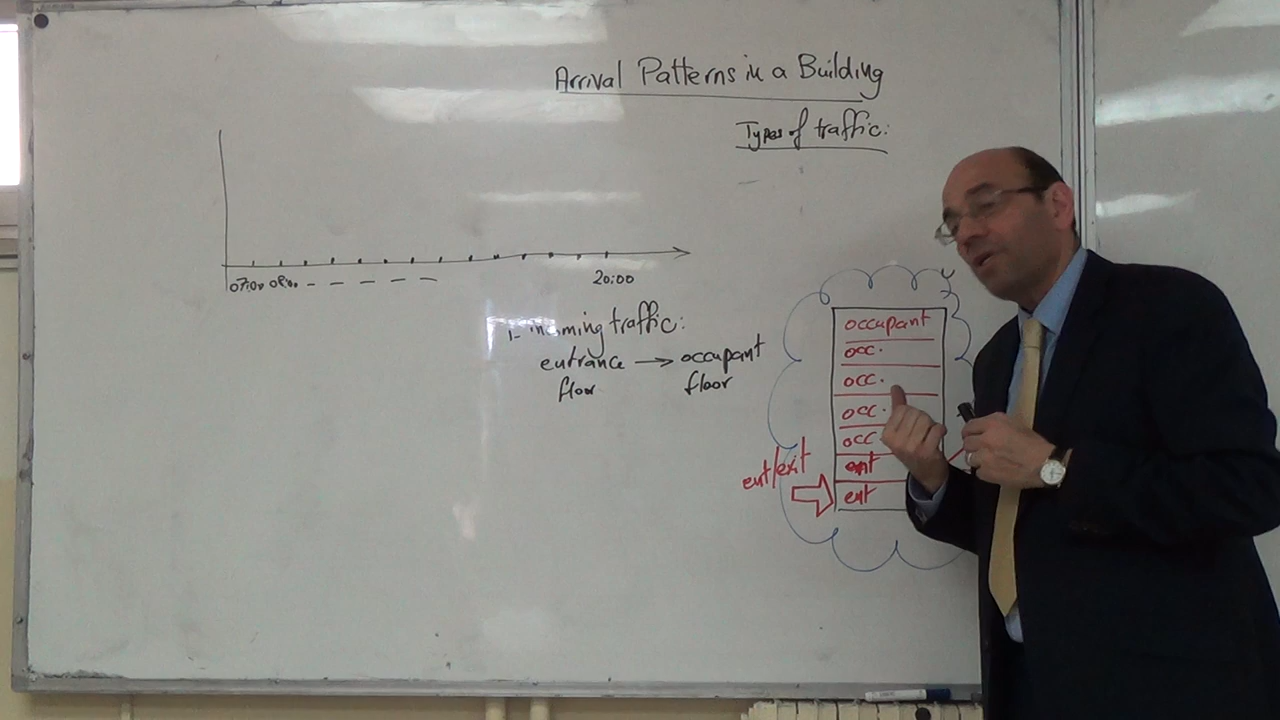 Arrival Patterns in a Building
Types of traffic:
07:00 08:00
20:00
1- incoming traffic:
entrance → occupant
floor floor
occupant
occ.
occ.
occ.
occ.
ent
ent/exit
ent